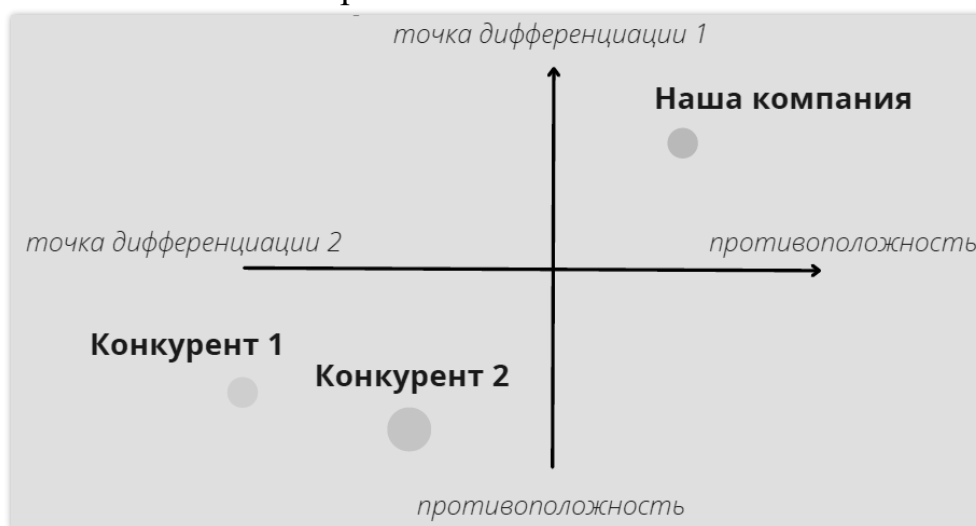 точка дифференциации 1
Наша компания
точка дифференциации 2
противоположность
Конкурент 1
Конкурент 2
противоположность